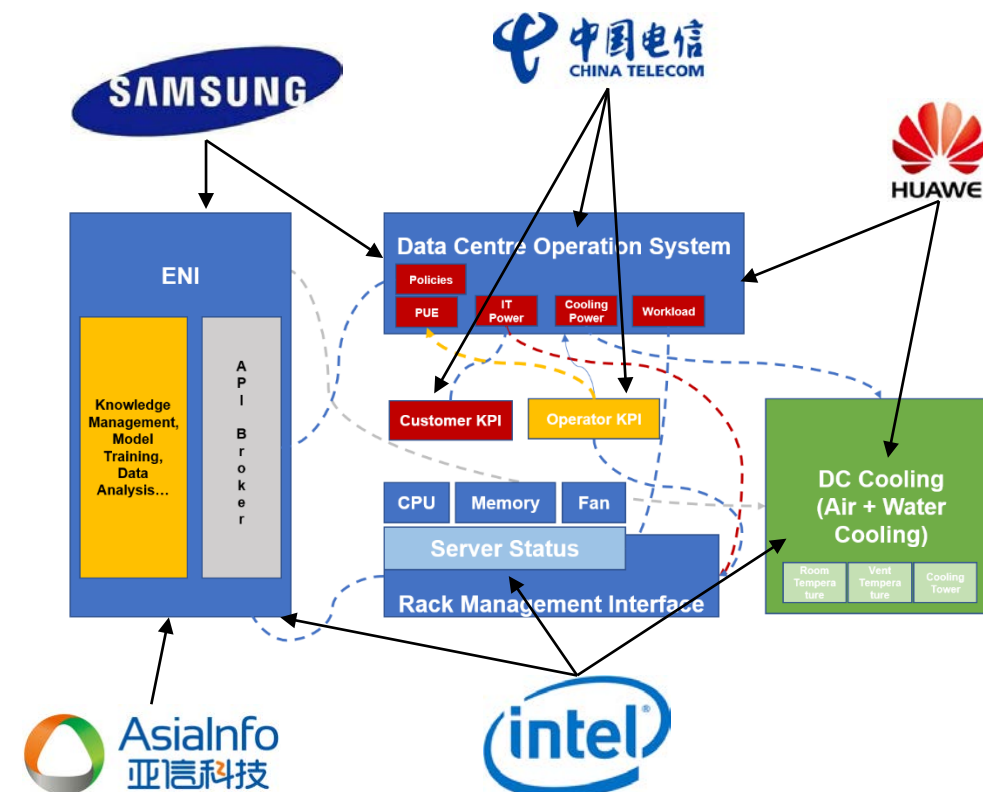 SAMSUNG
中国电信
CHINA TELECOM
HUAWE
ENI
Knowledge
Management,
Model
Training,
Data
Analysis…
A
P
I
B
r
o
k
e
r
Data Centre Operation System
Policies
PUE
IT
Power
Cooling
Power
Workload
Customer KPI
Operator KPI
CPU
Memory
Fan
Server Status
Rack Management Interface
DC Cooling
(Air + Water
Cooling)
Room
Tempera
ture
Vent
Tempera
ture
Cooling
Tower
AsiaInfo
亚信科技
intel®